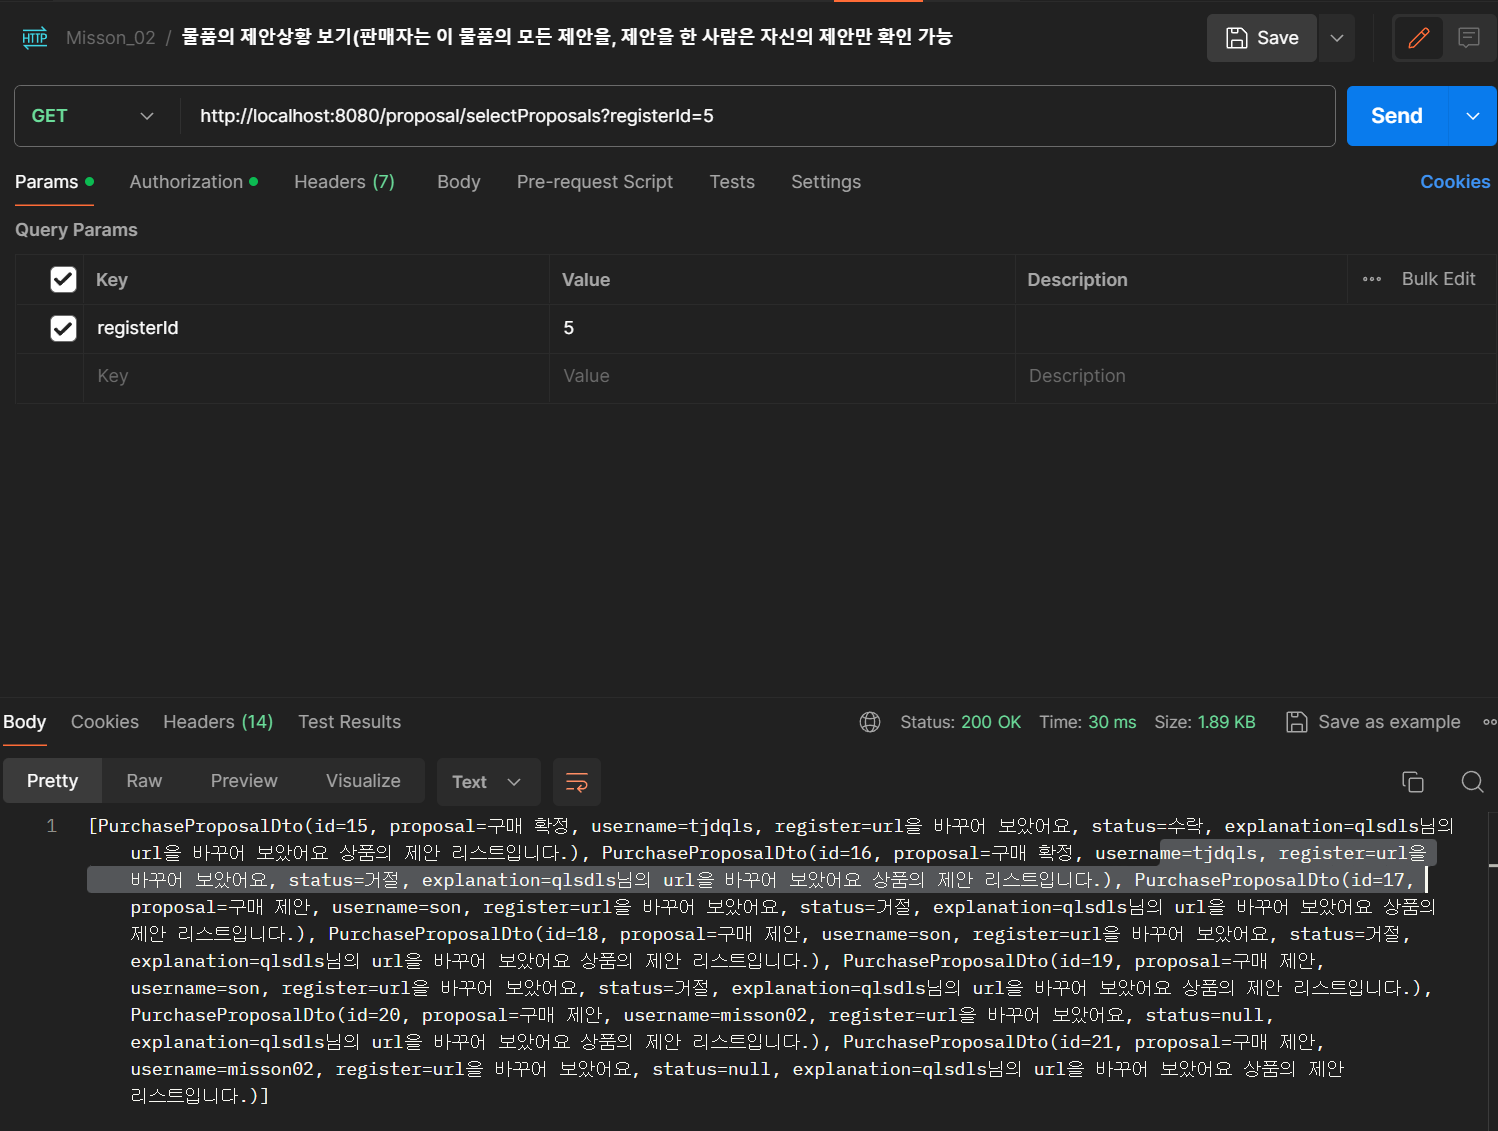 HTTP Misson_02 / 물품의 제안상황 보기(판매자는 이 물품의 모든 제안을, 제안을 한 사람은 자신의 제안만 확인 가능 Save
GET http://localhost:8080/proposal/selectProposals?registerId=5 Send
Params Authorization Headers (7) Body Pre-request Script Tests Settings Cookies
Query Params
Key Value Description Bulk Edit
registerId 5
Key Value Description
Body Cookies Headers (14) Test Results Status: 200 OK Time: 30 ms Size: 1.89 KB Save as example
Pretty Raw Preview Visualize Text
1 [PurchaseProposalDto(id=15, proposal=구매 확정, username=tjdqls, register=url을 바꾸어 보았어요, status=수락, explanation=qlsdls님의
url을 바꾸어 보았어요 상품의 제안 리스트입니다.), PurchaseProposalDto(id=16, proposal=구매 확정, username=tjdqls, register=url을
바꾸어 보았어요, status=거절, explanation=qlsdls님의 url을 바꾸어 보았어요 상품의 제안 리스트입니다.), PurchaseProposalDto(id=17,
proposal=구매 제안, username=son, register=url을 바꾸어 보았어요, status=거절, explanation=qlsdls님의 url을 바꾸어 보았어요 상품의
제안 리스트입니다.), PurchaseProposalDto(id=18, proposal=구매 제안, username=son, register=url을 바꾸어 보았어요, status=거절,
explanation=qlsdls님의 url을 바꾸어 보았어요 상품의 제안 리스트입니다.), PurchaseProposalDto(id=19, proposal=구매 제안,
username=son, register=url을 바꾸어 보았어요, status=거절, explanation=qlsdls님의 url을 바꾸어 보았어요 상품의 제안 리스트입니다.),
PurchaseProposalDto(id=20, proposal=구매 제안, username=misson02, register=url을 바꾸어 보았어요, status=null,
explanation=qlsdls님의 url을 바꾸어 보았어요 상품의 제안 리스트입니다.), PurchaseProposalDto(id=21, proposal=구매 제안,
username=misson02, register=url을 바꾸어 보았어요, status=null, explanation=qlsdls님의 url을 바꾸어 보았어요 상품의 제안
리스트입니다.)]